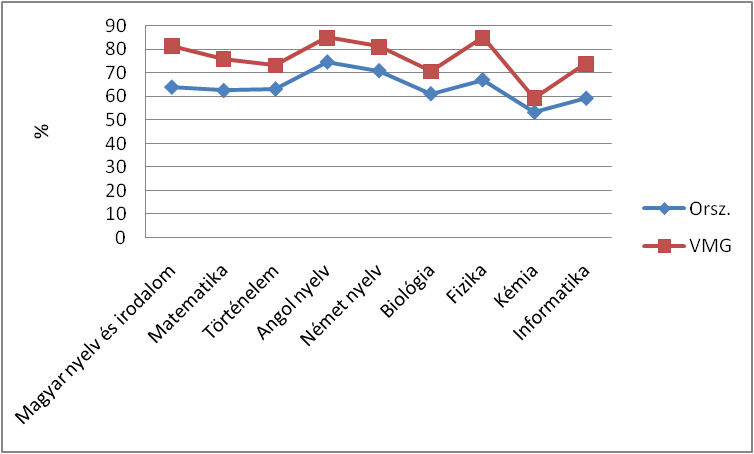 90
80
70
60
50
40
30
20
10
0
%
Magyar nyelv és irodalom
Matematika
Történelem
Angol nyelv
Német nyelv
Biológia
Fizika
Kémia
Informatika
Orsz.
VMG